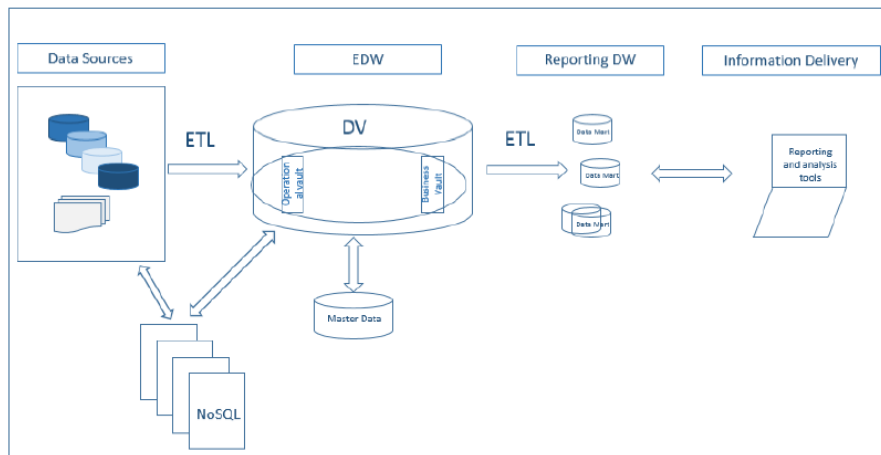 Data Sources
EDW
Reporting DW
Information Delivery
ETL
DV
ETL
Operation
al vault
Business
Vault
Data Mart
Data Mart
Data Mart
Reporting
and analysis
tools
Master Data
NoSQL